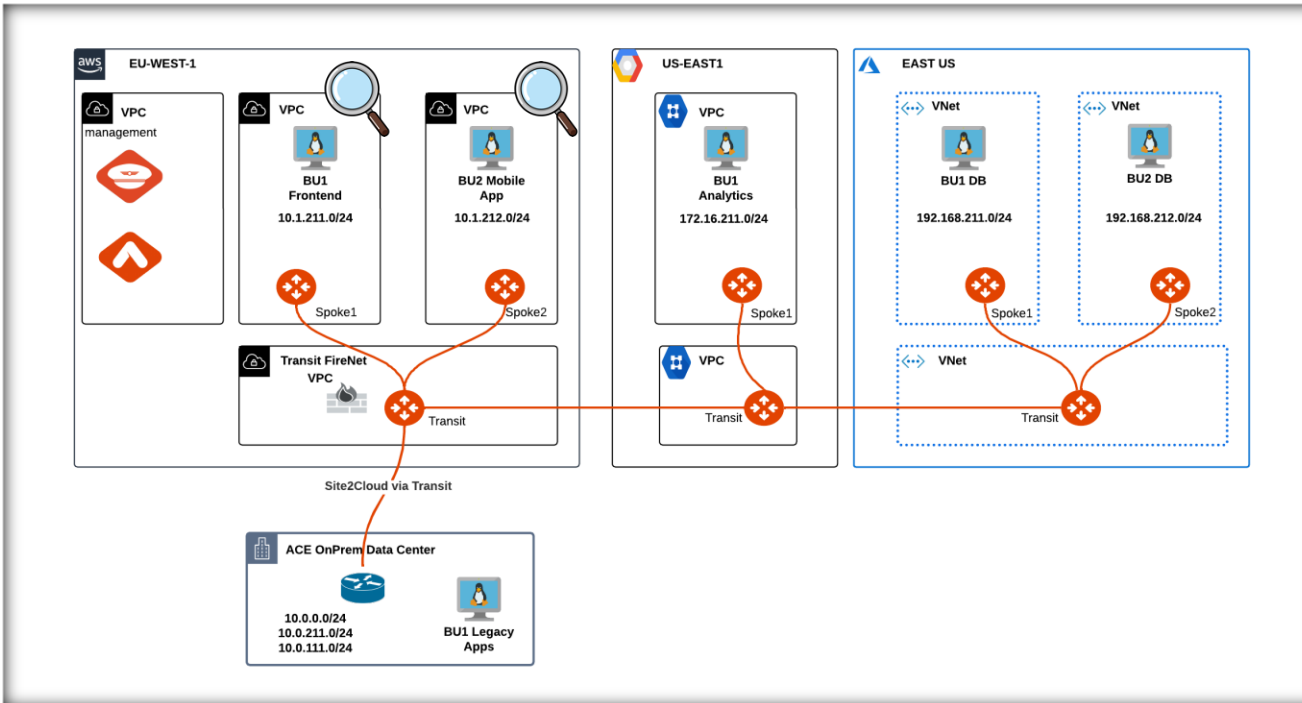 aws
EU-WEST-1
VPC
management
VPC
BU1
Frontend
10.1.211.0/24
Spoke1
VPC
BU2 Mobile
App
10.1.212.0/24
Spoke2
Transit FireNet
VPC
Transit
US-EAST1
VPC
BU1
Analytics
172.16.211.0/24
Spoke1
VPC
Transit
EAST US
VNet
BU1 DB
192.168.211.0/24
Spoke1
VNet
BU2 DB
192.168.212.0/24
Spoke2
VNet
Transit
Site2Cloud via Transit
ACE OnPrem Data Center
10.0.0.0/24
10.0.211.0/24
10.0.111.0/24
BU1 Legacy
Apps